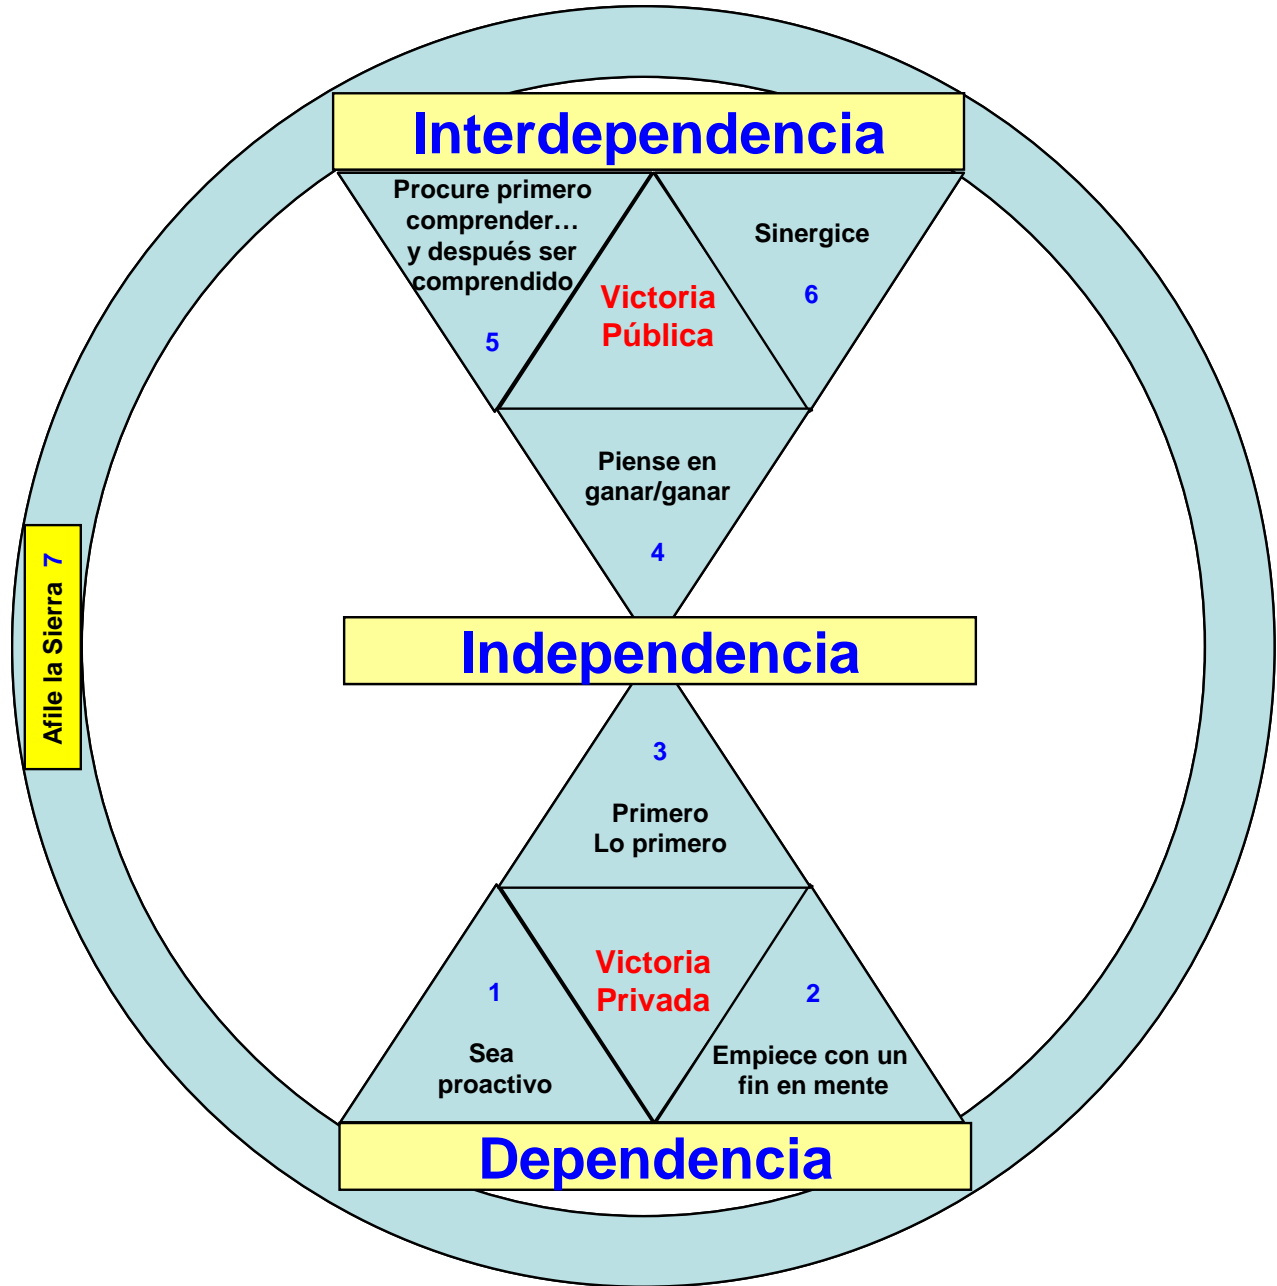 Interdependencia
Procure primero
comprender…
y después ser
comprendido
5
Victoria
Pública
Sinergice
6
Piense en
ganar/ganar
4
Afile la Sierra 7
Independencia
3
Primero
Lo primero
1
Sea
proactivo
Victoria
Privada
2
Empiece con un
fin en mente
Dependencia